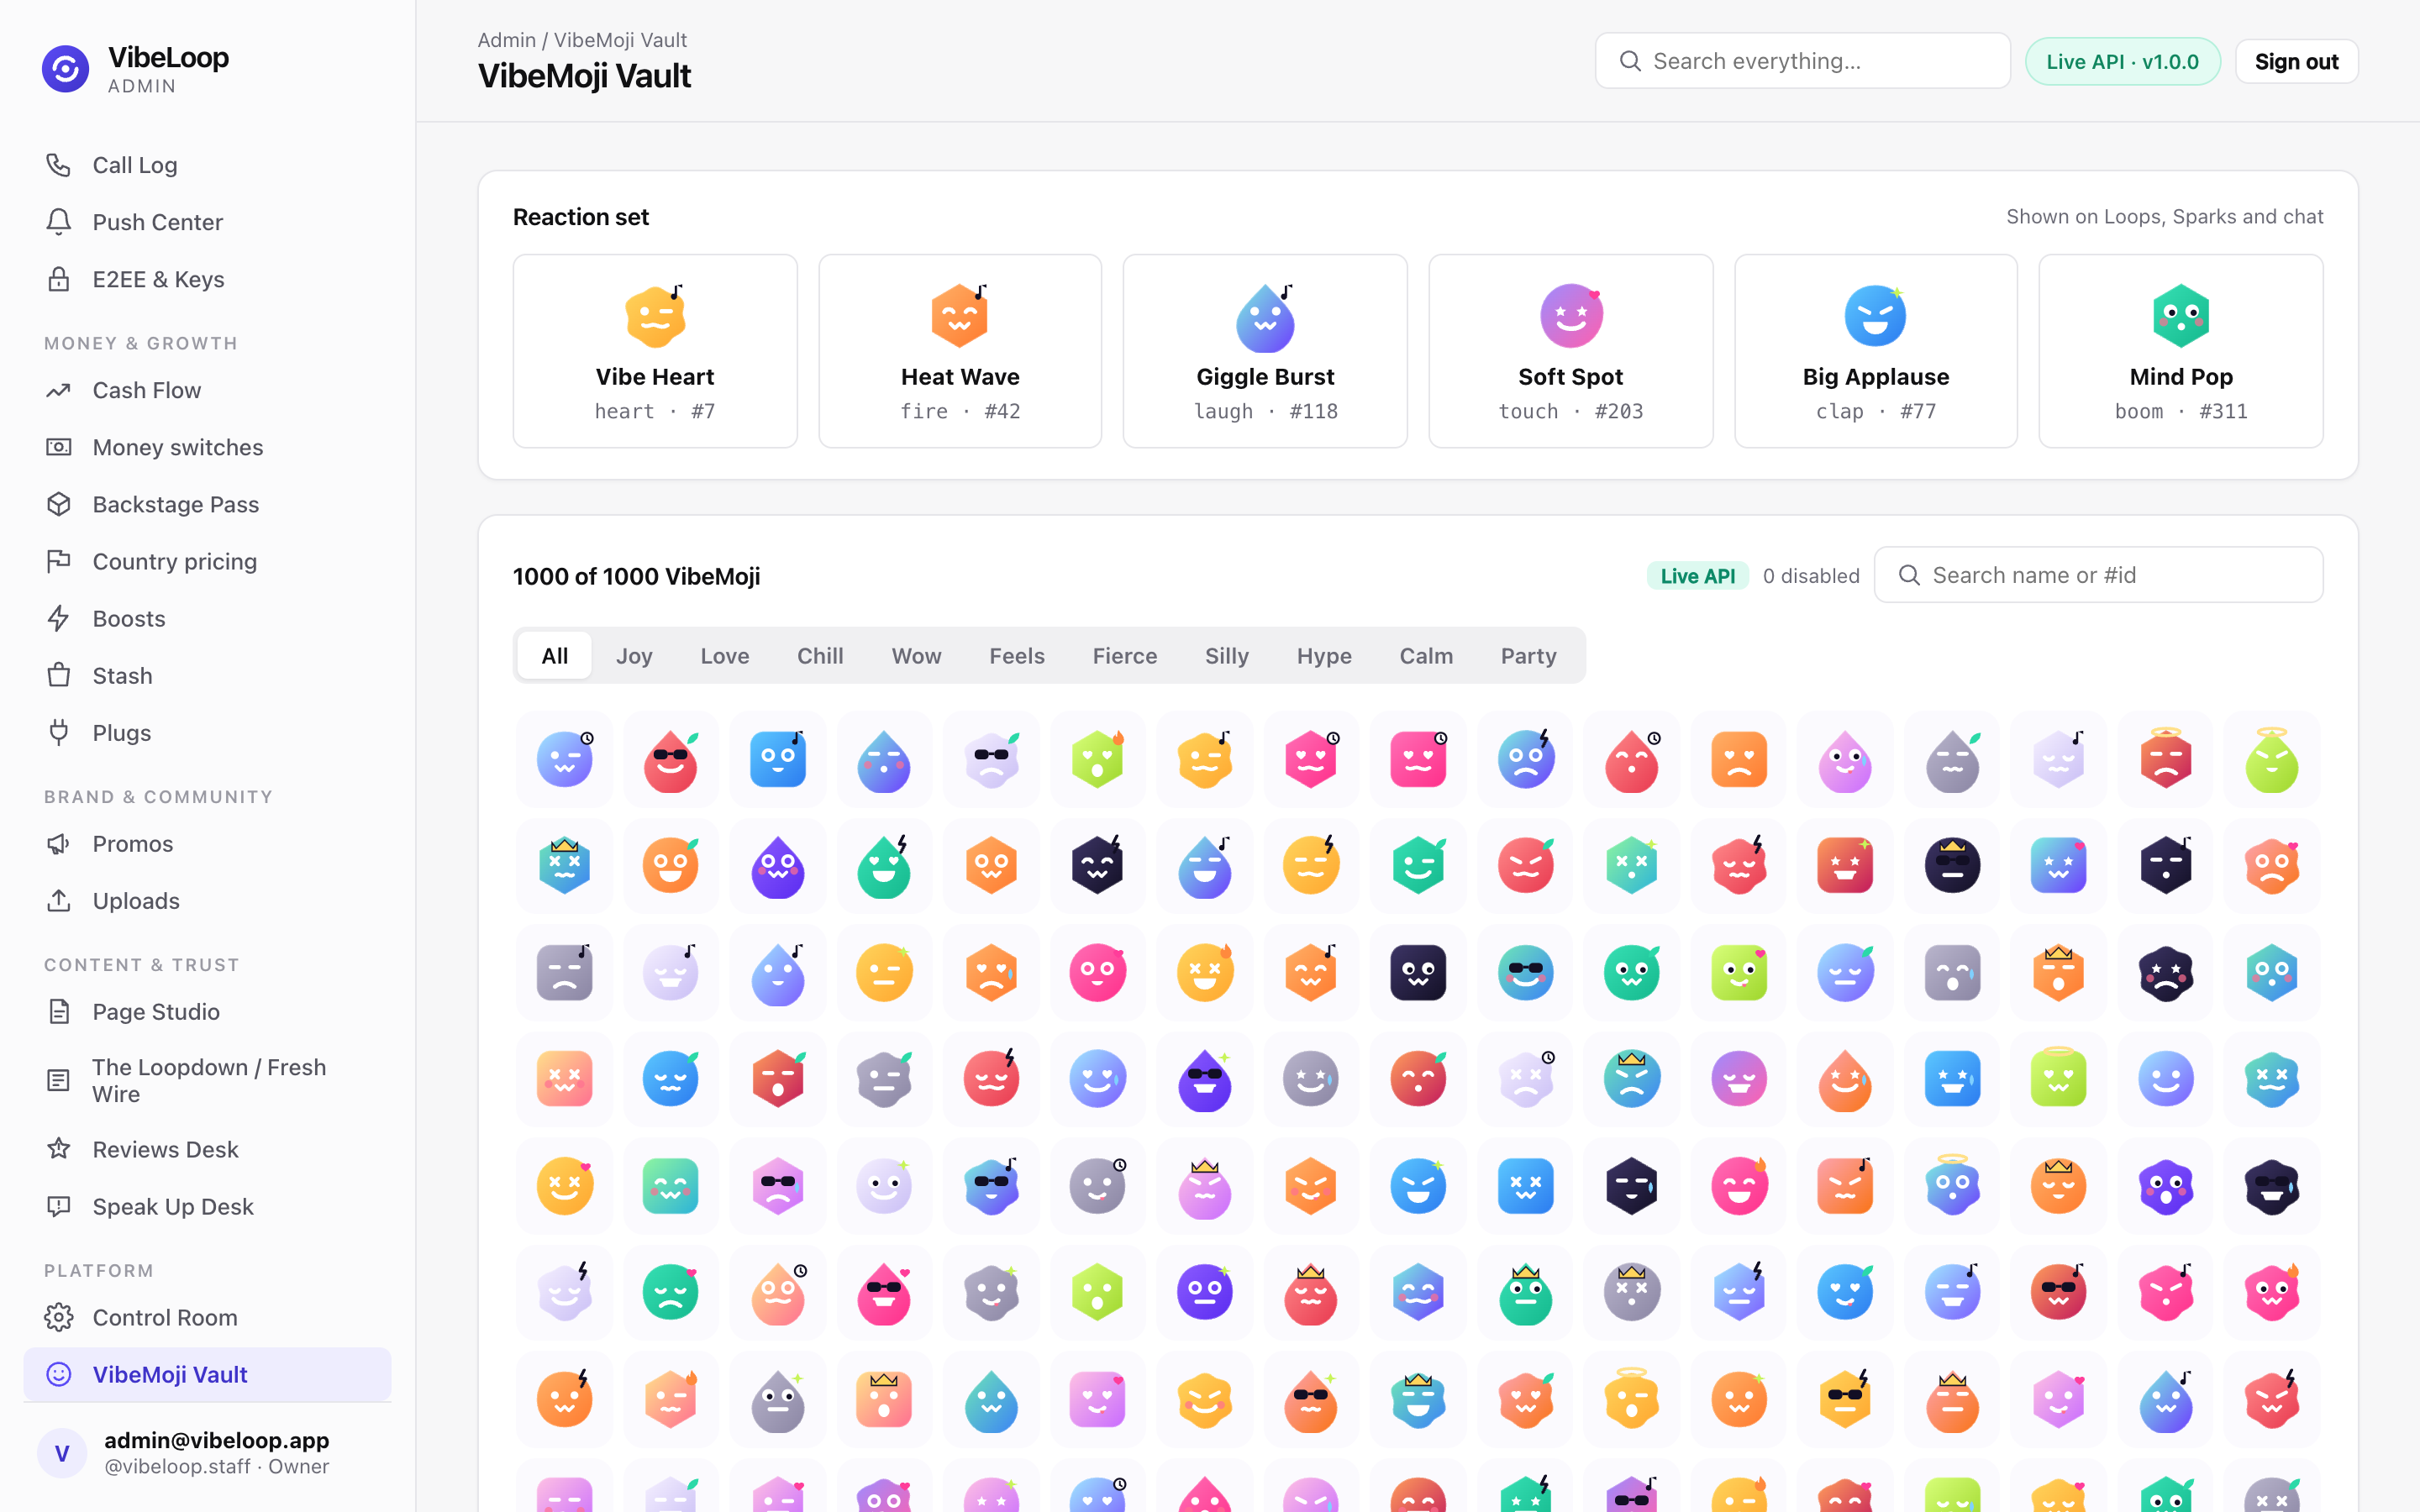 VibeLoop
ADMIN
Call Log
Push Center
E2EE & Keys
MONEY & GROWTH
Cash Flow
Money switches
Backstage Pass
Country pricing
Boosts
Stash
Plugs
BRAND & COMMUNITY
Promos
Uploads
CONTENT & TRUST
Page Studio
The Loopdown / Fresh
Wire
Reviews Desk
Speak Up Desk
PLATFORM
Control Room
VibeMoji Vault
V
admin@vibeloop.app
@vibeloop.staff · Owner
Admin / VibeMoji Vault
VibeMoji Vault
Search everything...
Live API · v1.0.0
Sign out
Reaction set
Shown on Loops, Sparks and chat
Vibe Heart
heart · #7
Heat Wave
fire · #42
Giggle Burst
laugh · #118
Soft Spot
touch · #203
Big Applause
clap · #77
Mind Pop
boom · #311
1000 of 1000 VibeMoji
Live API
0 disabled
Search name or #id
All
Joy
Love
Chill
Wow
Feels
Fierce
Silly
Hype
Calm
Party